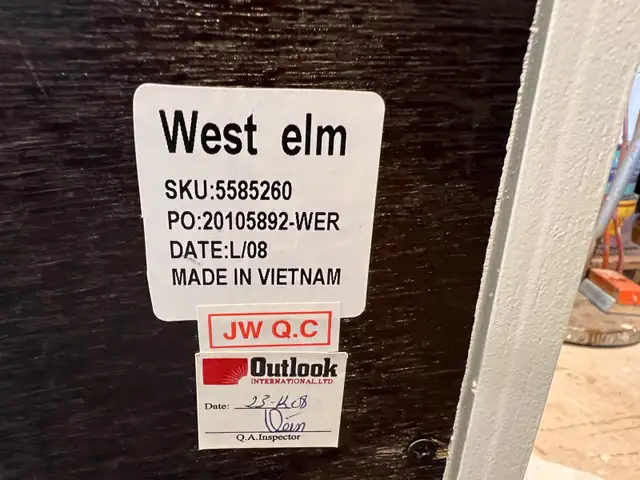 West elm
SKU:5585260
PO:20105892-WER
DATE:L/08
MADE IN VIETNAM
JW Q.C
Outlook
INTERNATIONAL.LTD.
Date:
Q.A.Inspector